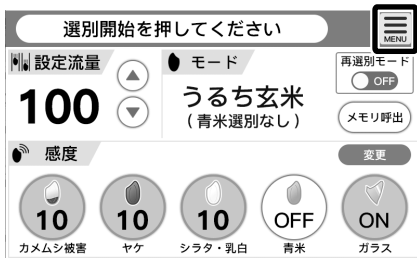 選別開始を押してください
MENU
設定流量
100
モード
うるち玄米
(青米選別なし)
再選別モード
OFF
メモリ呼出
感度
変更
10
10
10
OFF
ON
カメムシ被害
ヤケ
シラタ・乳白
青米
ガラス